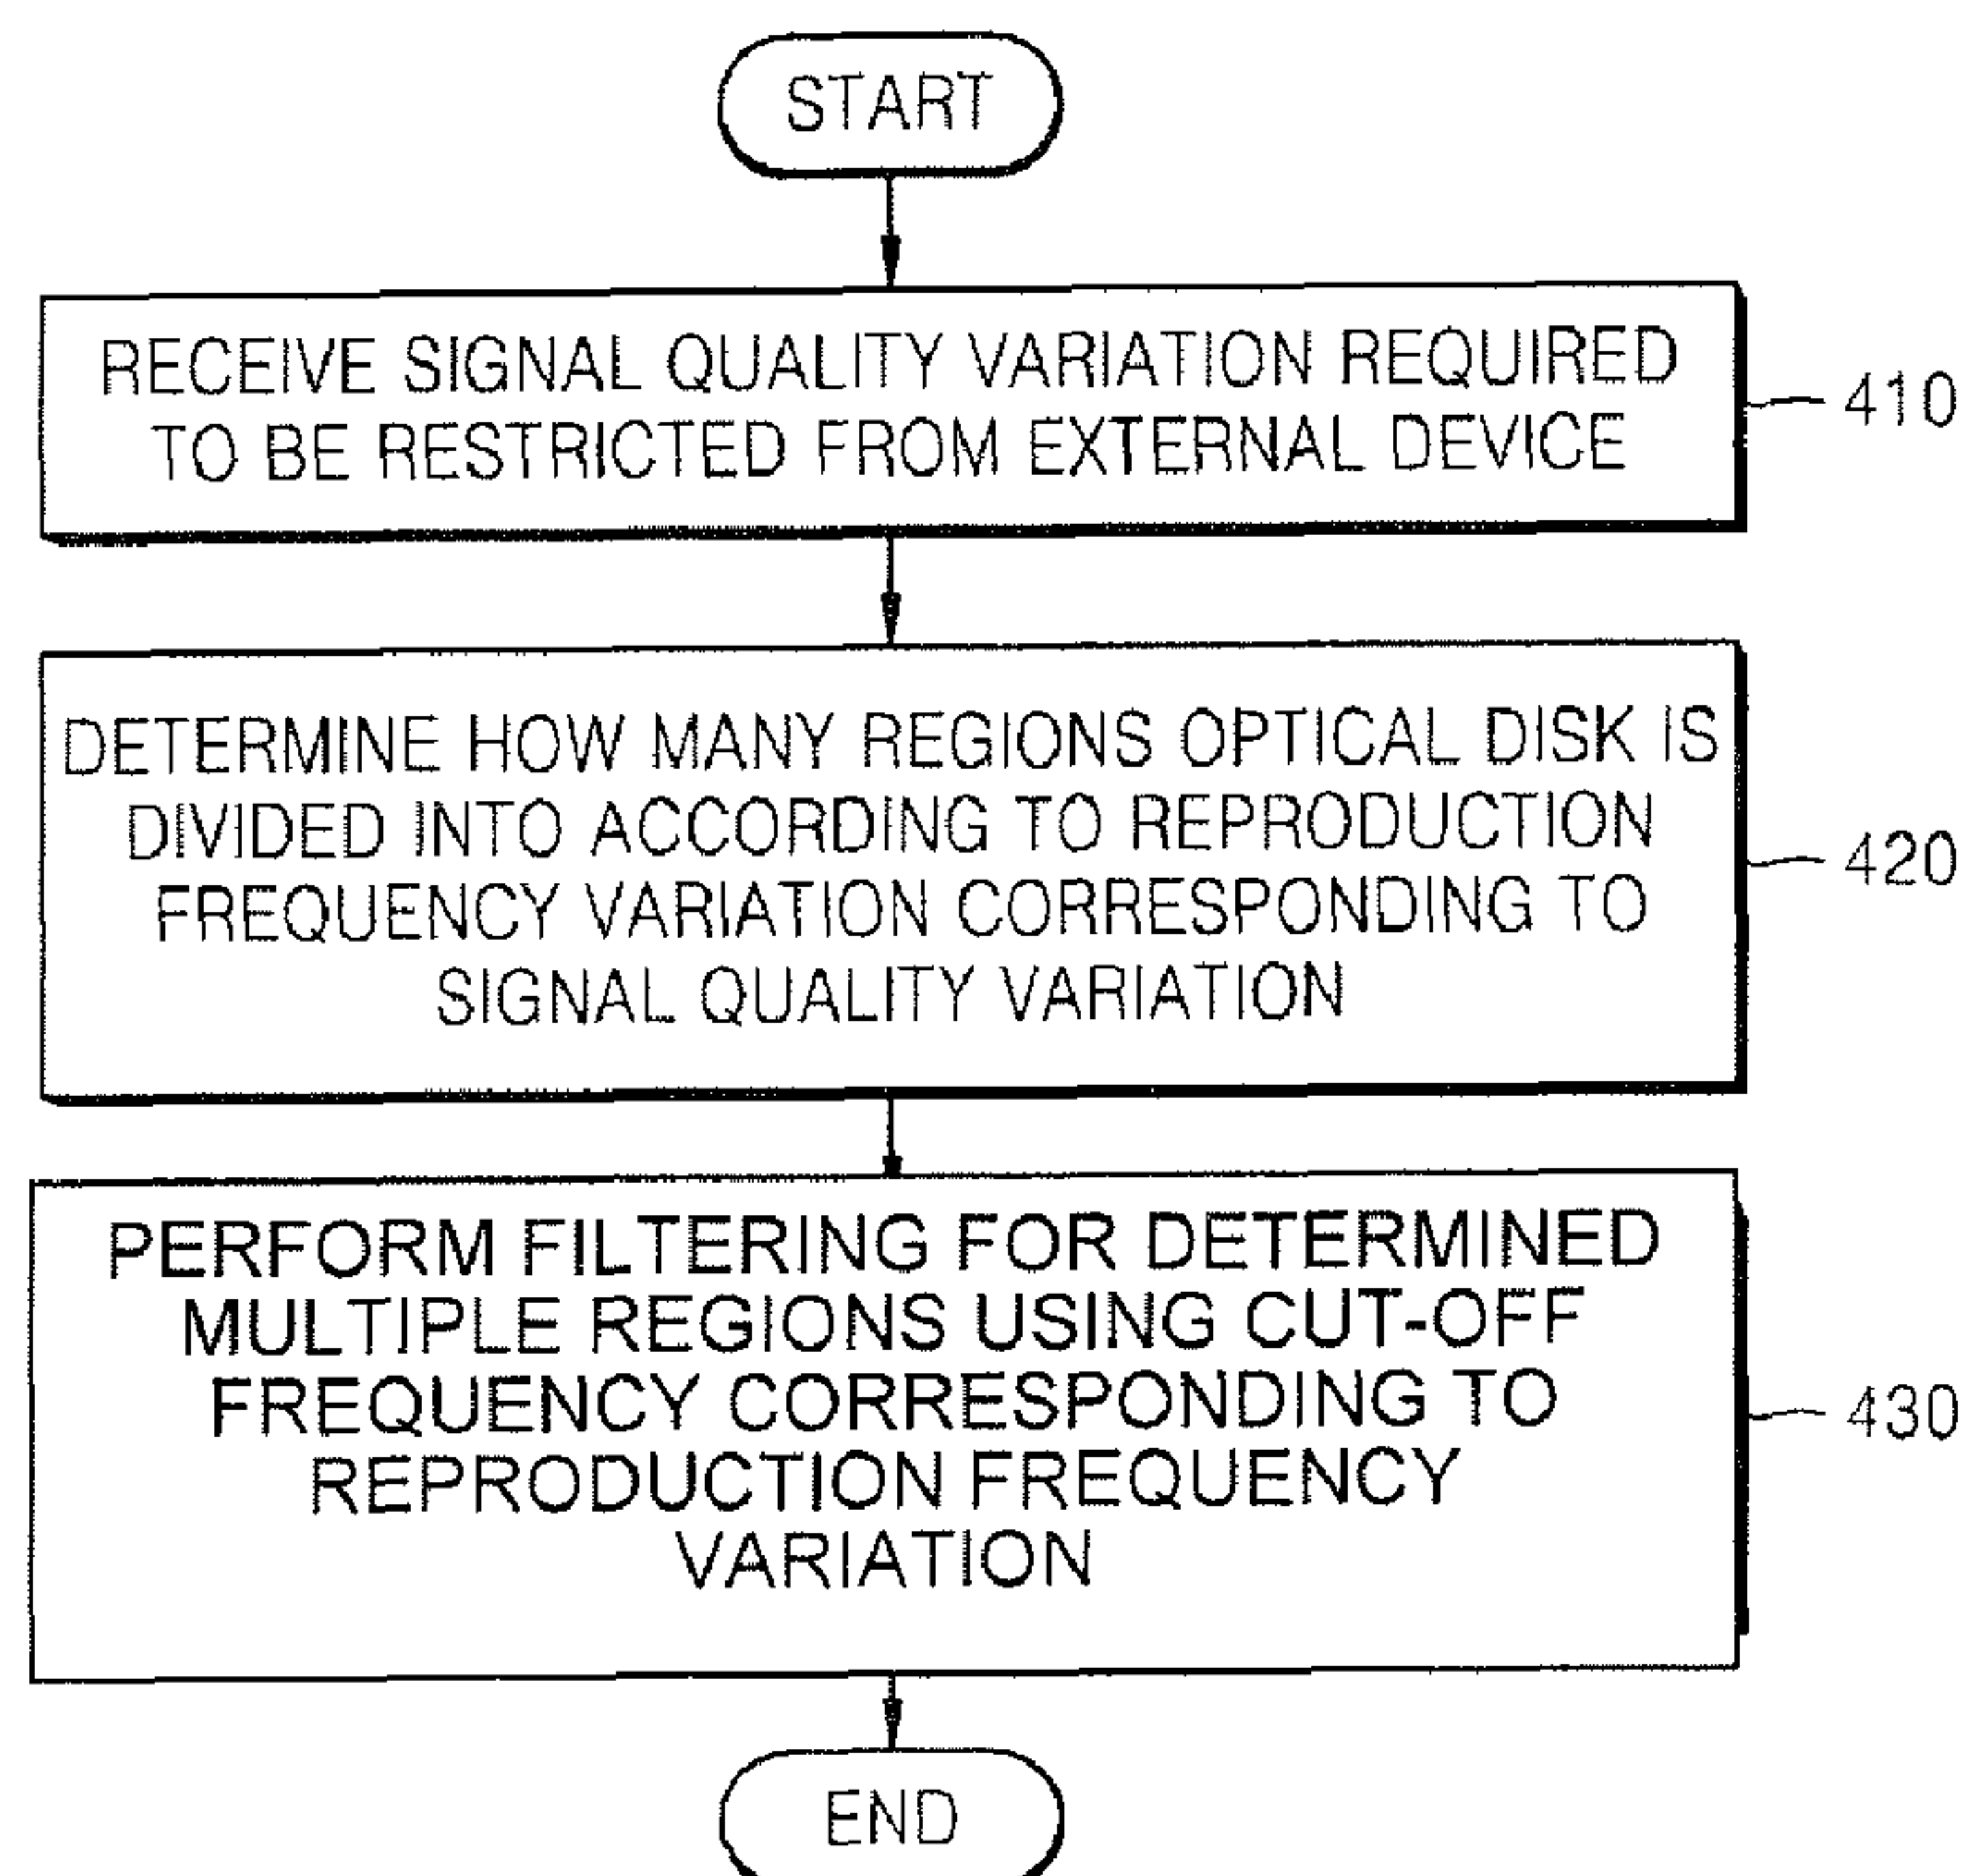 START
RECEIVE SIGNAL QUALITY VARIATION REQUIRED
TO BE RESTRICTED FROM EXTERNAL DEVICE
410
DETERMINE HOW MANY REGIONS OPTICAL DISK IS
DIVIDED INTO ACCORDING TO REPRODUCTION
FREQUENCY VARIATION CORRESPONDING TO
SIGNAL QUALITY VARIATION
420
PERFORM FILTERING FOR DETERMINED
MULTIPLE REGIONS USING CUT-OFF
FREQUENCY CORRESPONDING TO
REPRODUCTION FREQUENCY
VARIATION
430
END